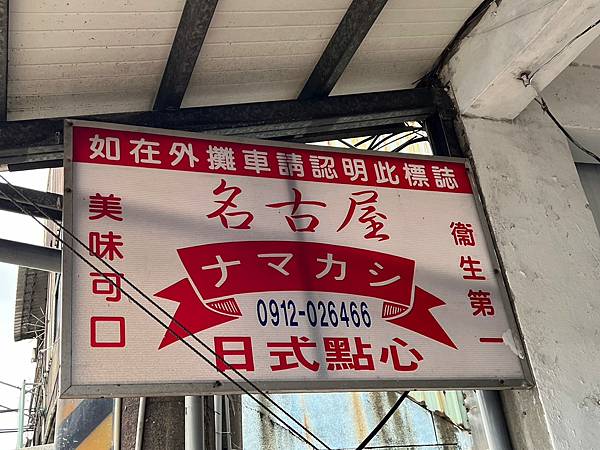 如在外攤車請認明此標誌
名古屋
美味可口
ナマカシ
衞生第一
0912-026466
日式點心